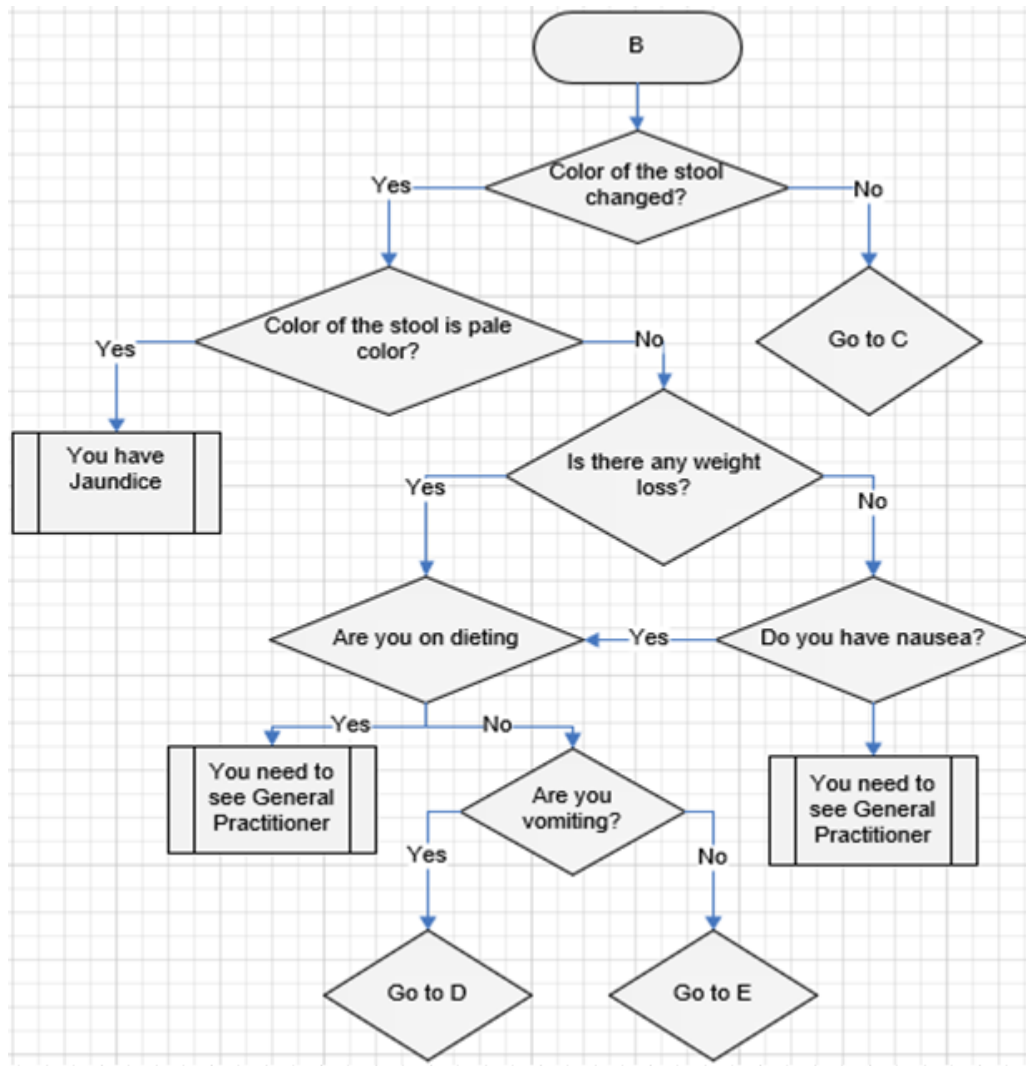 B
Color of the stool
changed?
Yes
No
Color of the stool is pale
color?
Go to C
Yes
No
You have
Jaundice
Is there any weight
loss?
Yes
No
Are you on dieting
Yes
Do you have nausea?
Yes
No
You need to
see General
Practitioner
Are you
vomiting?
You need to
see General
Practitioner
Yes
No
Go to D
Go to E